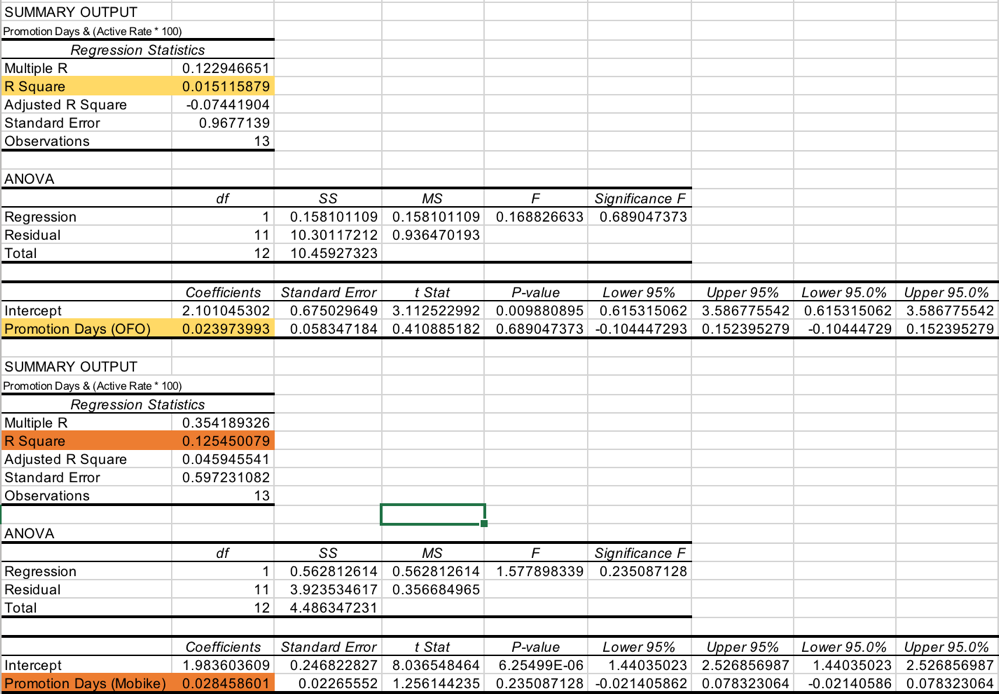 SUMMARY OUTPUT
Promotion Days & (Active Rate * 100)
Regression Statistics
Multiple R 0.122946651
R Square 0.015115879
Adjusted R Square -0.07441904
Standard Error 0.9677139
Observations 13
ANOVA
df SS MS F Significance F
Regression 1 0.158101109 0.158101109 0.168826633 0.689047373
Residual 11 10.30117212 0.936470193
Total 12 10.45927323
Coefficients Standard Error t Stat P-value Lower 95% Upper 95% Lower 95.0% Upper 95.0%
Intercept 2.101045302 0.675029649 3.112522992 0.009880895 0.615315062 3.586775542 0.615315062 3.586775542
Promotion Days (OFO) 0.023973993 0.058347184 0.410885182 0.689047373 -0.104447293 0.152395279 -0.10444729 0.152395279
SUMMARY OUTPUT
Promotion Days & (Active Rate * 100)
Regression Statistics
Multiple R 0.354189326
R Square 0.125450079
Adjusted R Square 0.045945541
Standard Error 0.597231082
Observations 13
ANOVA
df SS MS F Significance F
Regression 1 0.562812614 0.562812614 1.577898339 0.235087128
Residual 11 3.923534617 0.356684965
Total 12 4.486347231
Coefficients Standard Error t Stat P-value Lower 95% Upper 95% Lower 95.0% Upper 95.0%
Intercept 1.983603609 0.246822827 8.036548464 6.25499E-06 1.44035023 2.526856987 1.44035023 2.526856987
Promotion Days (Mobike) 0.028458601 0.02265552 1.256144235 0.235087128 -0.021405862 0.078323064 -0.02140586 0.078323064